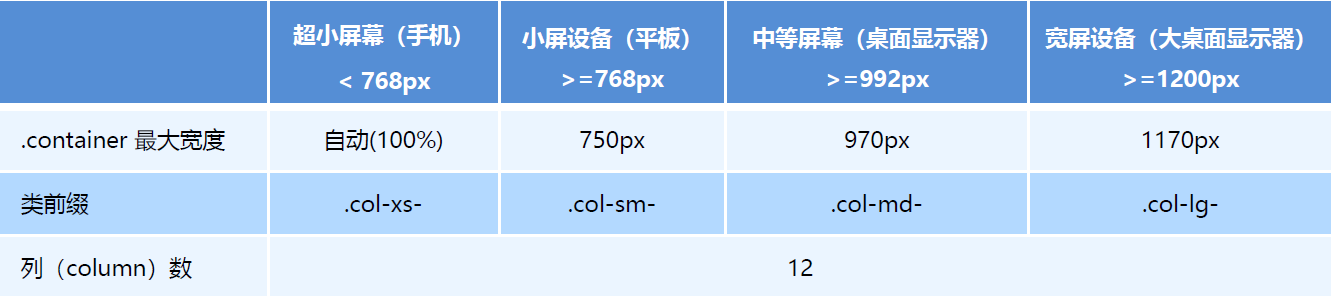 超小屏幕（手机） 小屏设备（平板） 中等屏幕（桌面显示器） 宽屏设备（大桌面显示器）
< 768px >=768px >=992px >=1200px
.container 最大宽度 自动(100%) 750px 970px 1170px
类前缀 .col-xs- .col-sm- .col-md- .col-lg-
列（column）数 12